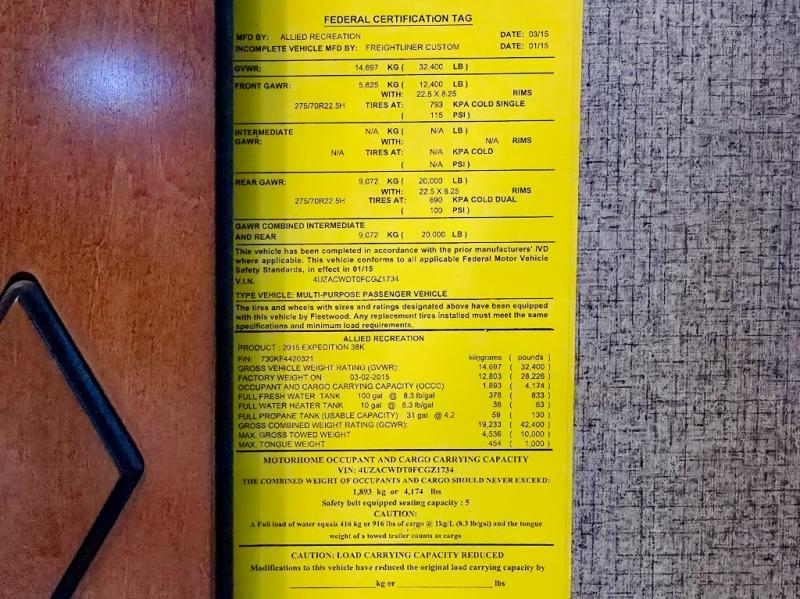 FEDERAL CERTIFICATION TAG
MFD BY: ALLIED RECREATION DATE: 03/15
INCOMPLETE VEHICLE MFD BY: FREIGHTLINER CUSTOM DATE: 01/15
GVWR: 14,697 KG ( 32,400 LB )
FRONT GAWR: 5,625 KG ( 12,400 LB )
WITH: 22.5 X 8.25 RIMS
275/70R22.5H TIRES AT: 793 KPA COLD SINGLE
( 115 PSI )
INTERMEDIATE N/A KG ( N/A LB )
GAWR: WITH: N/A RIMS
N/A TIRES AT: N/A KPA COLD
( N/A PSI )
REAR GAWR: 9,072 KG ( 20,000 LB )
WITH: 22.5 X 8.25 RIMS
275/70R22.5H TIRES AT: 690 KPA COLD DUAL
( 100 PSI )
GAWR COMBINED INTERMEDIATE
AND REAR 9,072 KG ( 20,000 LB )
This vehicle has been completed in accordance with the prior manufacturers' IVD
where applicable. This vehicle conforms to all applicable Federal Motor Vehicle
Safety Standards, in effect in 01/15
V.I.N. 4UZACWDT0FCGZ1734
TYPE VEHICLE: MULTI-PURPOSE PASSENGER VEHICLE
The tires and wheels with sizes and ratings designated above have been equipped
with this vehicle by Fleetwood. Any replacement tires installed must meet the same
specifications and minimum load requirements.
ALLIED RECREATION
PRODUCT : 2015 EXPEDITION 38K
FIN: 730KF4420321 kilograms ( pounds )
GROSS VEHICLE WEIGHT RATING (GVWR): 14,697 ( 32,400 )
FACTORY WEIGHT ON 03-02-2015 12,803 ( 28,226 )
OCCUPANT AND CARGO CARRYING CAPACITY (OCCC) 1,893 ( 4,174 )
FULL FRESH WATER TANK 100 gal @ 8.3 lb/gal 378 ( 833 )
FULL WATER HEATER TANK 10 gal @ 8.3 lb/gal 38 ( 83 )
FULL PROPANE TANK (USABLE CAPACITY) 31 gal @ 4.2 59 ( 130 )
GROSS COMBINED WEIGHT RATING (GCWR): 19,233 ( 42,400 )
MAX. GROSS TOWED WEIGHT 4,536 ( 10,000 )
MAX. TONGUE WEIGHT 454 ( 1,000 )
MOTORHOME OCCUPANT AND CARGO CARRYING CAPACITY
VIN: 4UZACWDT0FCGZ1734
THE COMBINED WEIGHT OF OCCUPANTS AND CARGO SHOULD NEVER EXCEED:
1,893 kg or 4,174 lbs
Safety belt equipped seating capacity : 5
CAUTION:
A Full load of water equals 416 kg or 916 lbs of cargo @ 1kg/L (8.3 lb/gal) and the tongue
weight of a towed trailer counts as cargo
CAUTION: LOAD CARRYING CAPACITY REDUCED
Modifications to this vehicle have reduced the original load carrying capacity by
____________kg or ____________ lbs